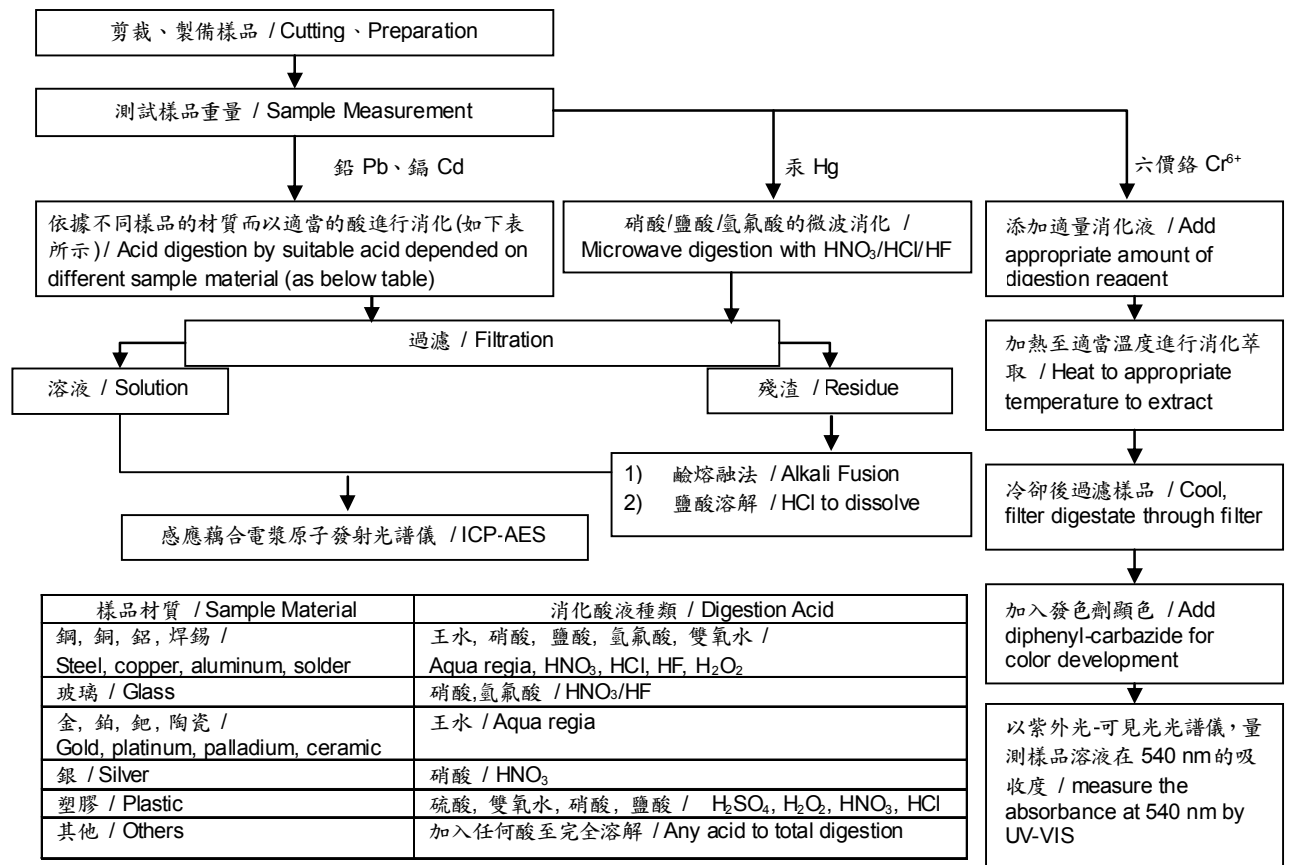 剪裁、製備樣品 / Cutting、Preparation
測試樣品重量 / Sample Measurement
鉛 Pb、鎘 Cd
汞 Hg
六價鉻 Cr⁶⁺
依據不同樣品的材質而以適當的酸進行消化(如下表
所示) / Acid digestion by suitable acid depended on
different sample material (as below table)
硝酸/鹽酸/氫氟酸的微波消化 /
Microwave digestion with HNO₃/HCl/HF
添加適量消化液 / Add
appropriate amount of
digestion reagent
過濾 / Filtration
溶液 / Solution
殘渣 / Residue
加熱至適當溫度進行消化萃
取 / Heat to appropriate
temperature to extract
1) 鹼熔融法 / Alkali Fusion
2) 鹽酸溶解 / HCl to dissolve
冷卻後過濾樣品 / Cool,
filter digestate through filter
感應藕合電漿原子發射光譜儀 / ICP-AES
加入發色劑顯色 / Add
diphenyl-carbazide for
color development
以紫外光-可見光光譜儀，量
測樣品溶液在 540 nm 的吸
收度 / measure the
absorbance at 540 nm by
UV-VIS
樣品材質 / Sample Material 消化酸液種類 / Digestion Acid
鋼, 銅, 鋁, 焊錫 / 王水, 硝酸, 鹽酸, 氫氟酸, 雙氧水 /
Steel, copper, aluminum, solder Aqua regia, HNO₃, HCl, HF, H₂O₂
玻璃 / Glass 硝酸,氫氟酸 / HNO₃/HF
金, 鉑, 鈀, 陶瓷 / 王水 / Aqua regia
Gold, platinum, palladium, ceramic
銀 / Silver 硝酸 / HNO₃
塑膠 / Plastic 硫酸, 雙氧水, 硝酸, 鹽酸 / H₂SO₄, H₂O₂, HNO₃, HCl
其他 / Others 加入任何酸至完全溶解 / Any acid to total digestion